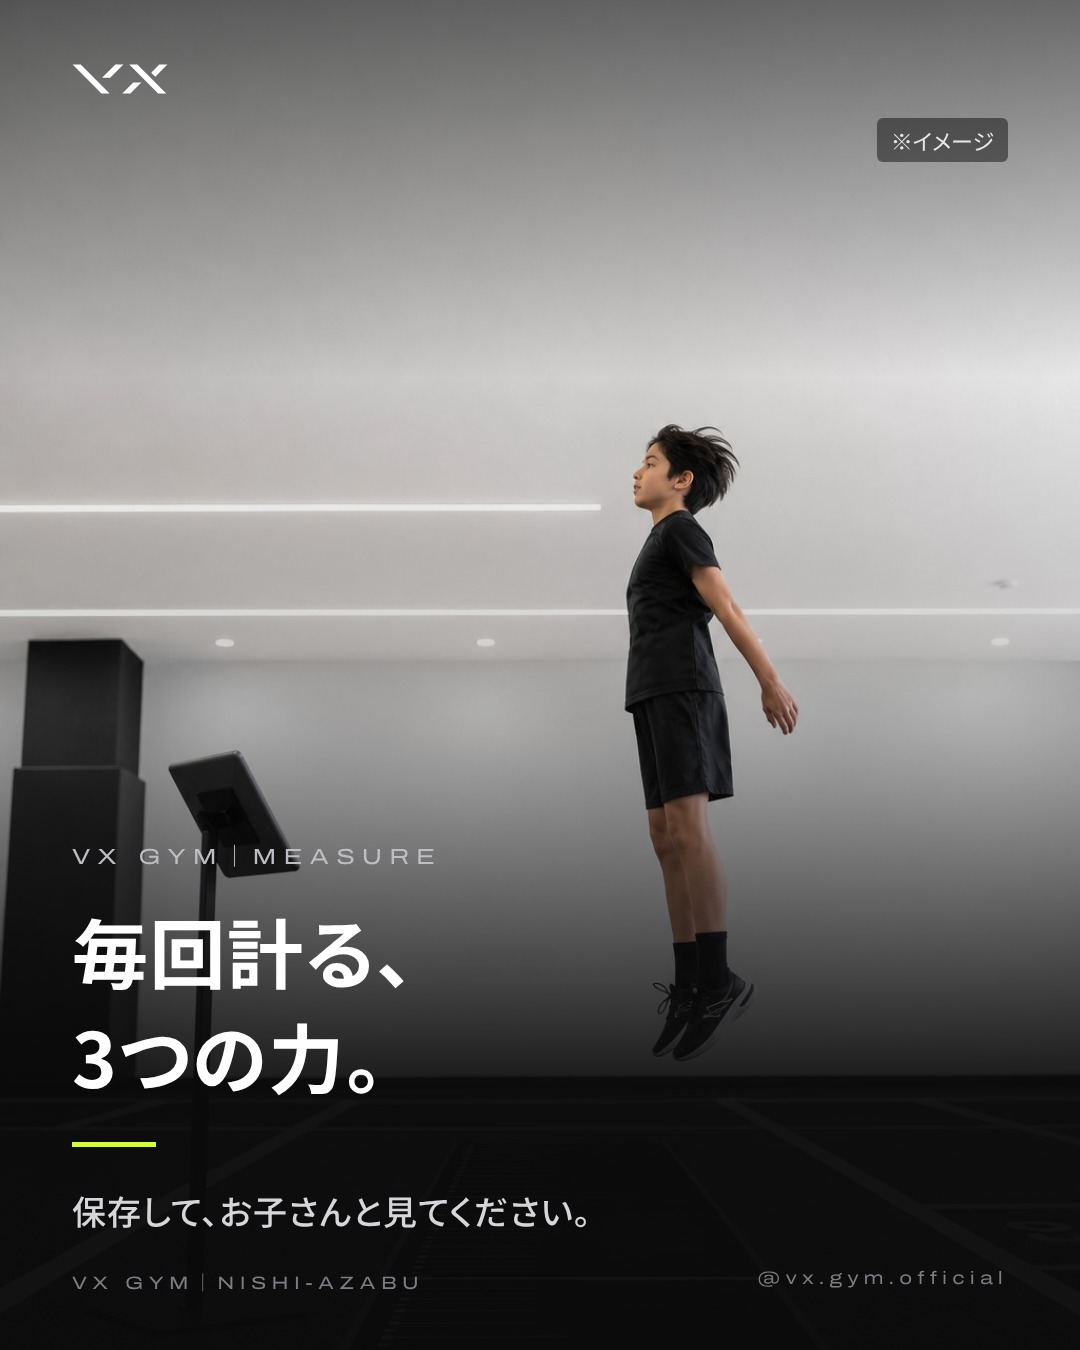 VX
※イメージ
VX GYM｜MEASURE
毎回計る、
3つの力。
保存して、お子さんと見てください。
VX GYM｜NISHI-AZABU
@vx.gym.official